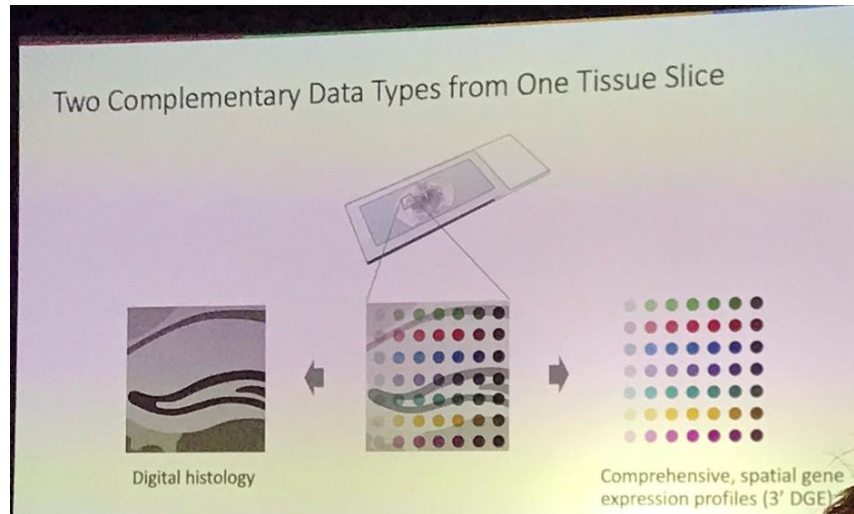 Two Complementary Data Types from One Tissue Slice
Digital histology
Comprehensive, spatial gene
expression profiles (3' DGE)